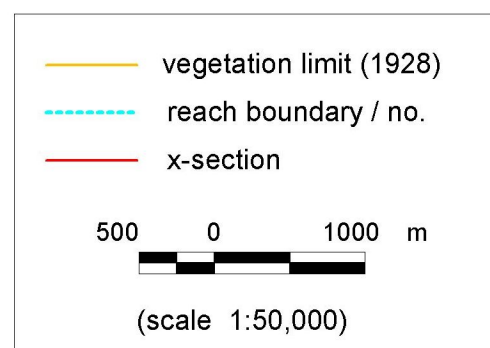 vegetation limit (1928)
reach boundary / no.
x-section
500 0 1000 m
(scale 1:50,000)